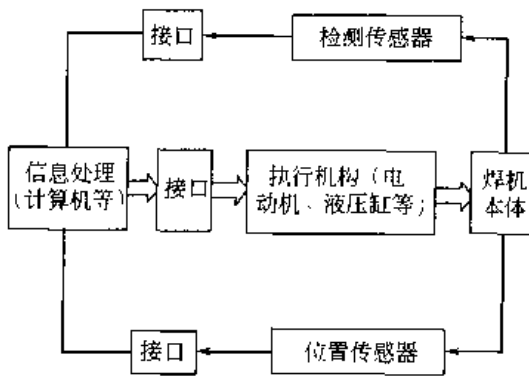 接口
检测传感器
信息处理
(计算机等)
接口
执行机构(电
动机、液压缸等;
焊机
本体
接口
位置传感器